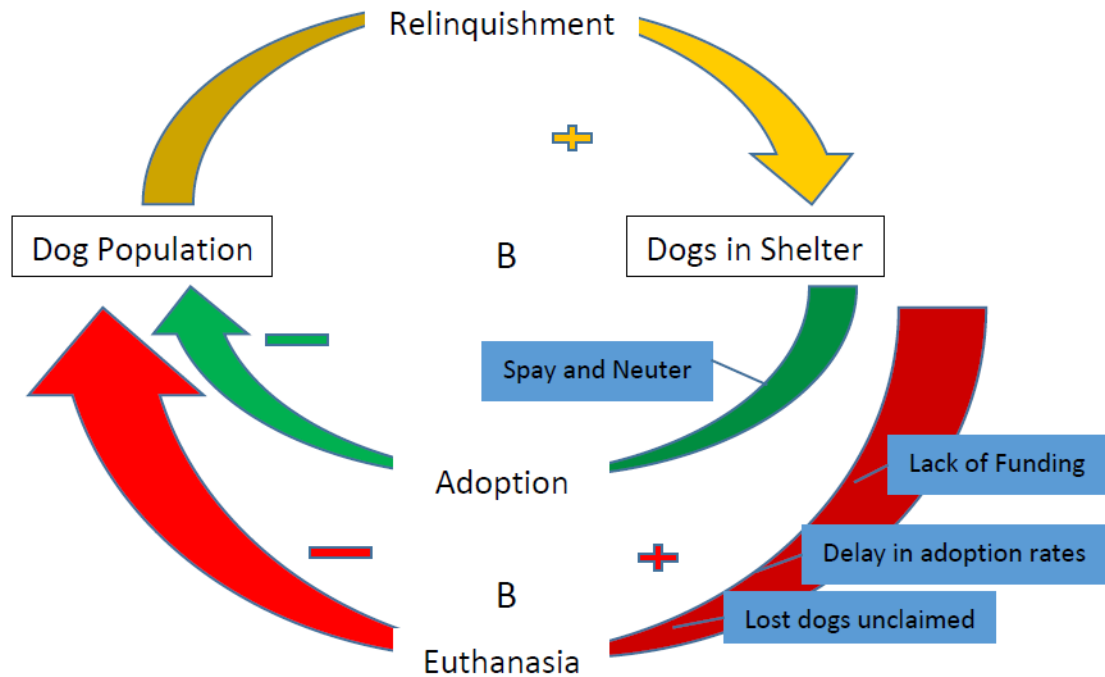 Relinquishment
Dog Population
B
Dogs in Shelter
Spay and Neuter
Adoption
Lack of Funding
Delay in adoption rates
B
Lost dogs unclaimed
Euthanasia